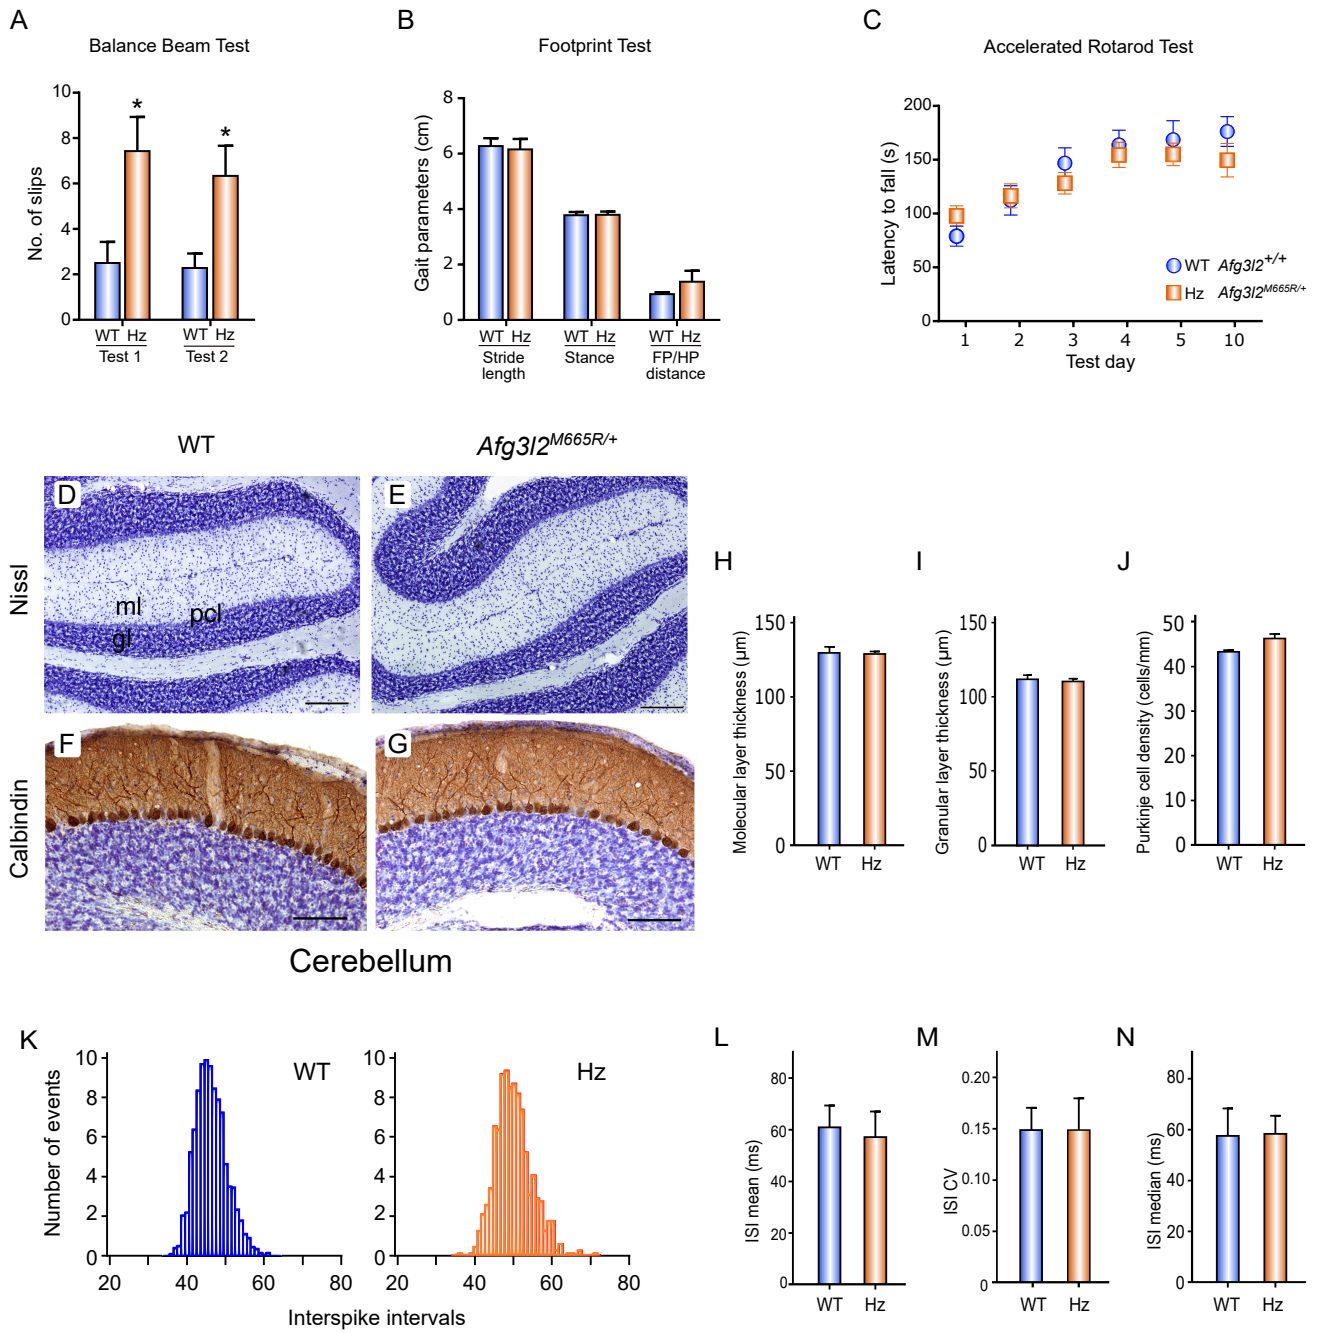 A
Balance Beam Test
No. of slips
10
8
6
4
2
0
*
*
WT Hz
WT Hz
Test 1
Test 2
B
Footprint Test
Gait parameters (cm)
8
6
4
2
0
WT Hz
WT Hz
WT Hz
Stride
length
Stance
FP/HP
distance
C
Accelerated Rotarod Test
Latency to fall (s)
200
150
100
50
0
WT Afg3l2+/+
Hz Afg3l2M665R/+
1 2 3 4 5 10
Test day
WT
Afg3l2M665R/+
Nissl
D
ml
pcl
gl
E
Calbindin
F
G
Cerebellum
H
Molecular layer thickness (µm)
150
100
50
0
WT Hz
I
Granular layer thickness (µm)
150
100
50
0
WT Hz
J
Purkinje cell density (cells/mm)
50
40
30
20
10
0
WT Hz
K
Number of events
10
8
6
4
2
0
WT
20 40 60 80
10
8
6
4
2
0
Hz
20 40 60 80
Interspike intervals
L
ISI mean (ms)
80
60
40
20
0
WT Hz
M
ISI CV
0.20
0.15
0.10
0.05
0
WT Hz
N
ISI median (ms)
80
60
40
20
0
WT Hz